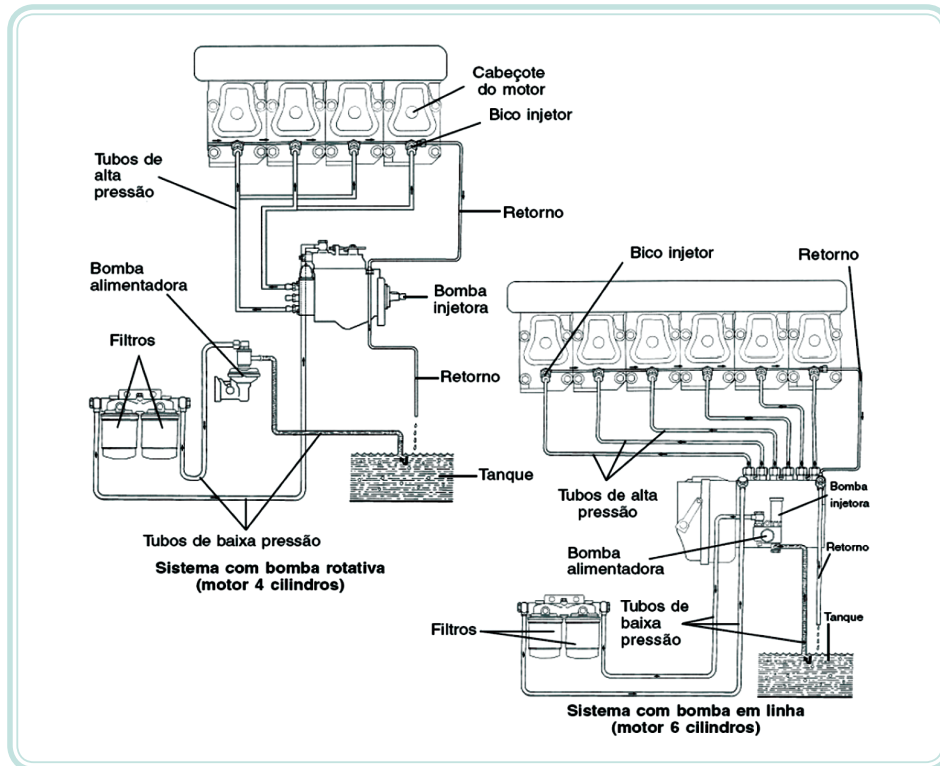 Cabeçote
do motor
Bico injetor
Tubos de
alta
pressão
Retorno
Bomba
alimentadora
Bomba
injetora
Filtros
Retorno
Tanque
Tubos de baixa pressão
Sistema com bomba rotativa
(motor 4 cilindros)
Bico injetor
Retorno
Tubos de alta
pressão
Bomba
injetora
Bomba
alimentadora
Retorno
Filtros
Tubos de
baixa
pressão
Tanque
Sistema com bomba em linha
(motor 6 cilindros)